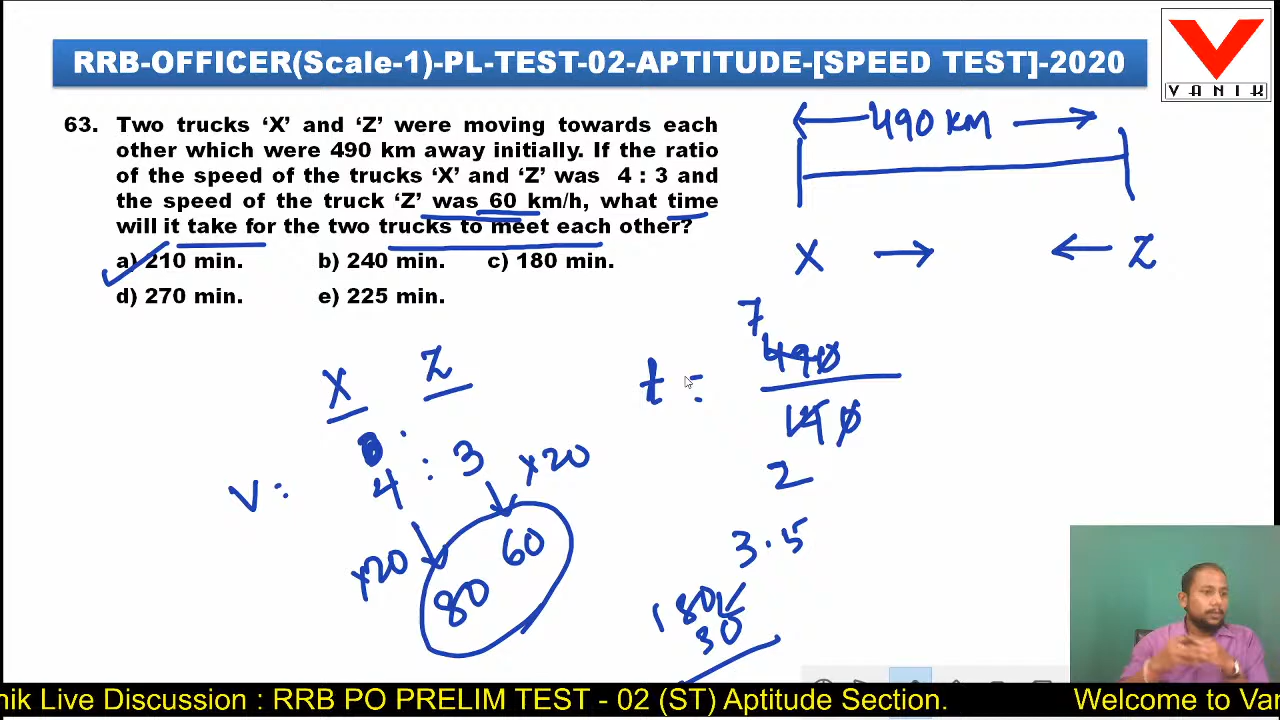 RRB-OFFICER(Scale-1)-PL-TEST-02-APTITUDE-[SPEED TEST]-2020
VANIK
63. Two trucks ‘X’ and ‘Z’ were moving towards each
other which were 490 km away initially. If the ratio
of the speed of the trucks ‘X’ and ‘Z’ was 4 : 3 and
the speed of the truck ‘Z’ was 60 km/h, what time
will it take for the two trucks to meet each other?
a) 210 min. b) 240 min. c) 180 min.
d) 270 min. e) 225 min.
490 KM
X → ← Z
X Z
V: 4 : 3 x20
x20 80 60
7
t = 490
140
2
3.5
180
30
nik Live Discussion : RRB PO PRELIM TEST - 02 (ST) Aptitude Section. Welcome to Van